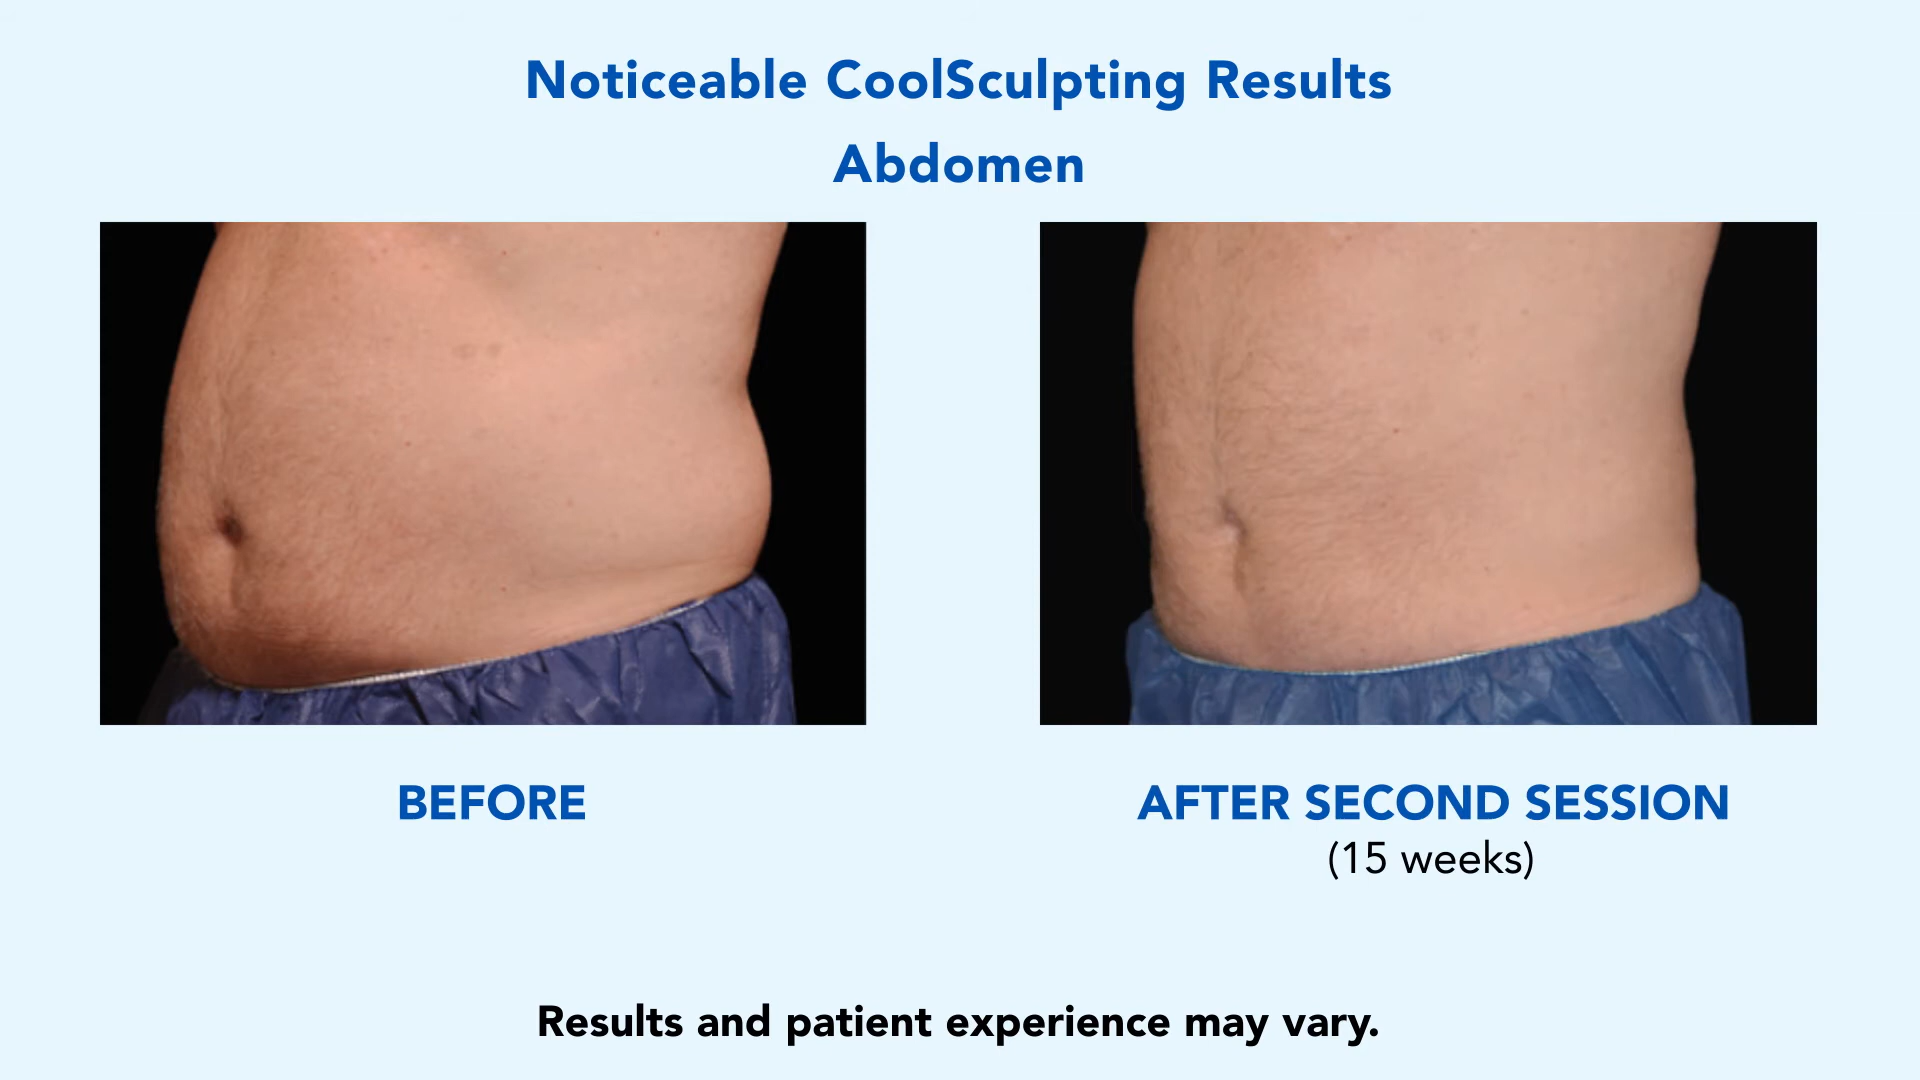 Noticeable CoolSculpting Results
Abdomen
BEFORE
AFTER SECOND SESSION
(15 weeks)
Results and patient experience may vary.